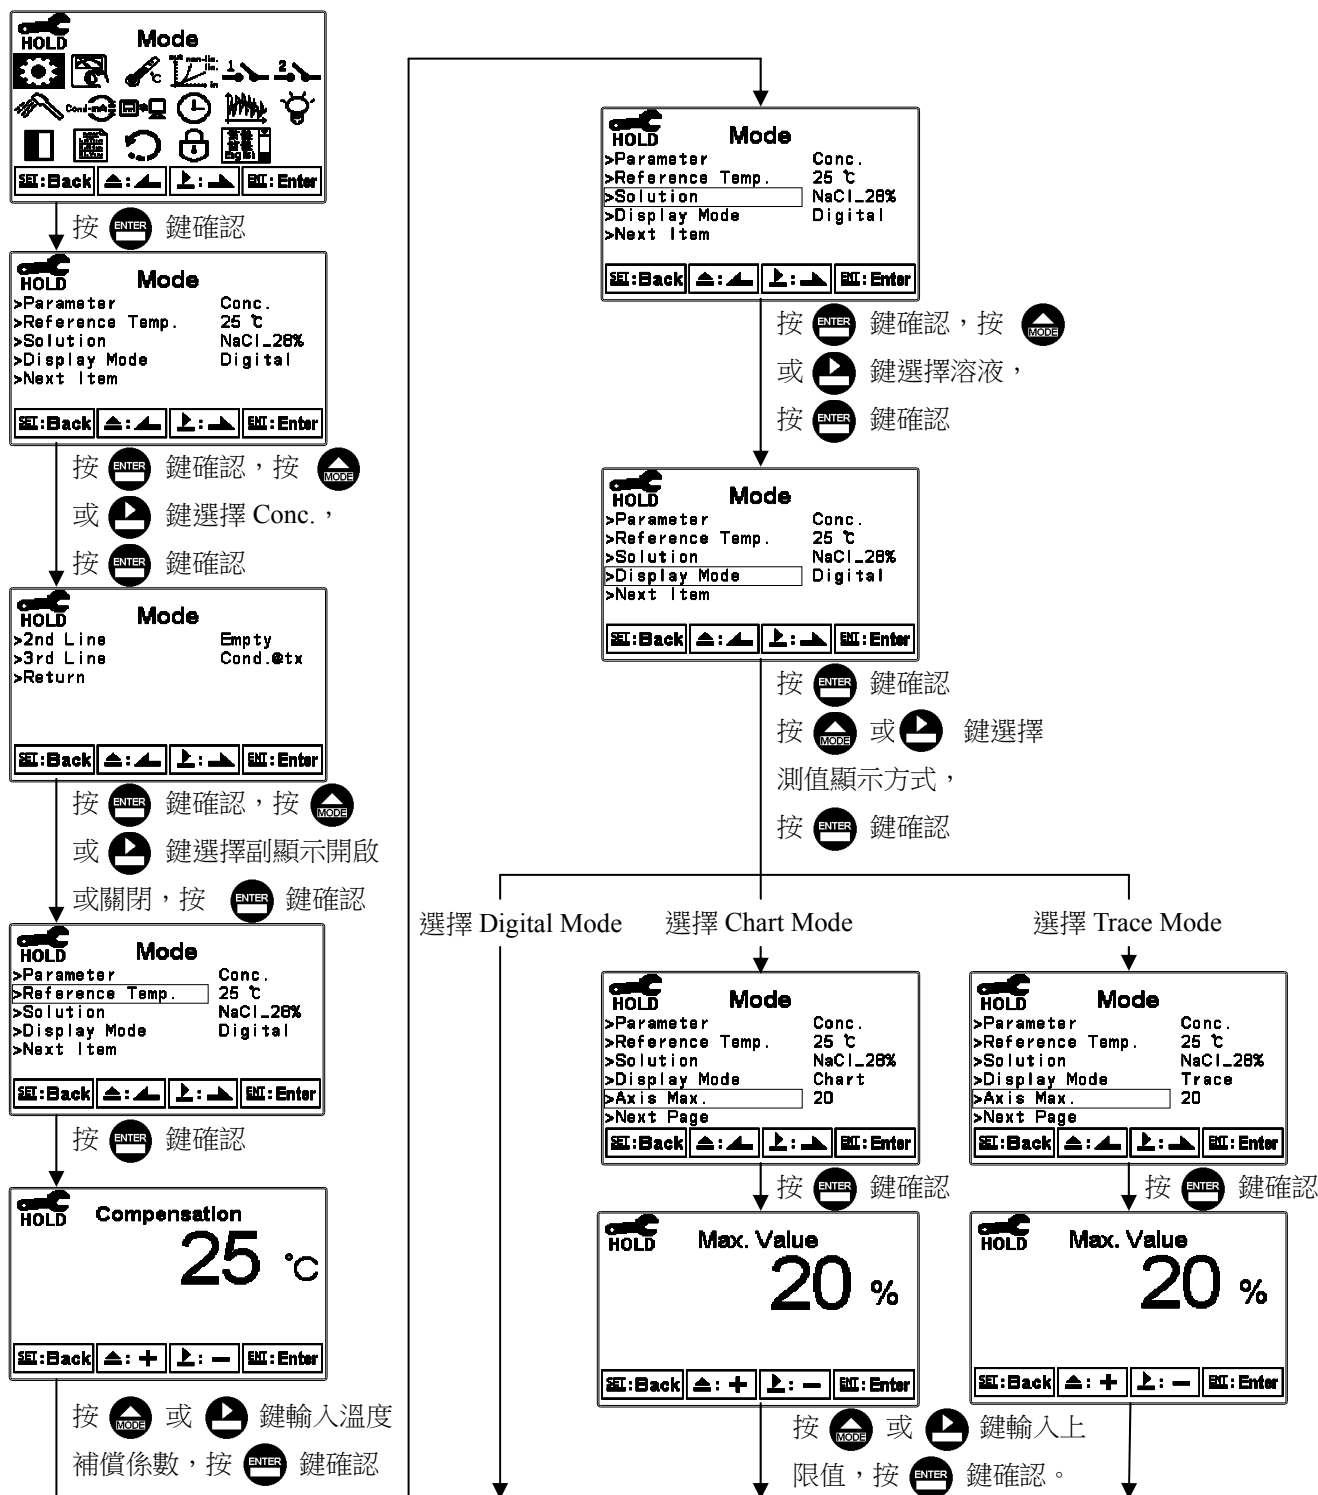 HOLD Mode
non-lin.
lin.
in
℃
1
2
Cond-mA
繁體
English
SET:Back
ENT:Enter
按 ENTER 鍵確認
HOLD Mode
>Parameter Conc.
>Reference Temp. 25 ℃
>Solution NaCl_28%
>Display Mode Digital
>Next Item
SET:Back ENT:Enter
按 ENTER 鍵確認，按 MODE
或 鍵選擇 Conc.，
按 ENTER 鍵確認
HOLD Mode
>2nd Line Empty
>3rd Line Cond.@tx
>Return
SET:Back ENT:Enter
按 ENTER 鍵確認，按 MODE
或 鍵選擇副顯示開啟
或關閉，按 ENTER 鍵確認
HOLD Mode
>Parameter Conc.
>Reference Temp. 25 ℃
>Solution NaCl_28%
>Display Mode Digital
>Next Item
SET:Back ENT:Enter
按 ENTER 鍵確認
HOLD Compensation
25 °C
SET:Back : + : － ENT:Enter
按 MODE 或 鍵輸入溫度
補償係數，按 ENTER 鍵確認
HOLD Mode
>Parameter Conc.
>Reference Temp. 25 ℃
>Solution NaCl_28%
>Display Mode Digital
>Next Item
SET:Back ENT:Enter
按 ENTER 鍵確認，按 MODE
或 鍵選擇溶液，
按 ENTER 鍵確認
HOLD Mode
>Parameter Conc.
>Reference Temp. 25 ℃
>Solution NaCl_28%
>Display Mode Digital
>Next Item
SET:Back ENT:Enter
按 ENTER 鍵確認
按 MODE 或 鍵選擇
測值顯示方式，
按 ENTER 鍵確認
選擇 Digital Mode
選擇 Chart Mode
HOLD Mode
>Parameter Conc.
>Reference Temp. 25 ℃
>Solution NaCl_28%
>Display Mode Chart
>Axis Max. 20
>Next Page
SET:Back ENT:Enter
按 ENTER 鍵確認
HOLD Max. Value
20 %
SET:Back : + : － ENT:Enter
按 MODE 或 鍵輸入上
限值，按 ENTER 鍵確認。
選擇 Trace Mode
HOLD Mode
>Parameter Conc.
>Reference Temp. 25 ℃
>Solution NaCl_28%
>Display Mode Trace
>Axis Max. 20
>Next Page
SET:Back ENT:Enter
按 ENTER 鍵確認
HOLD Max. Value
20 %
SET:Back : + : － ENT:Enter